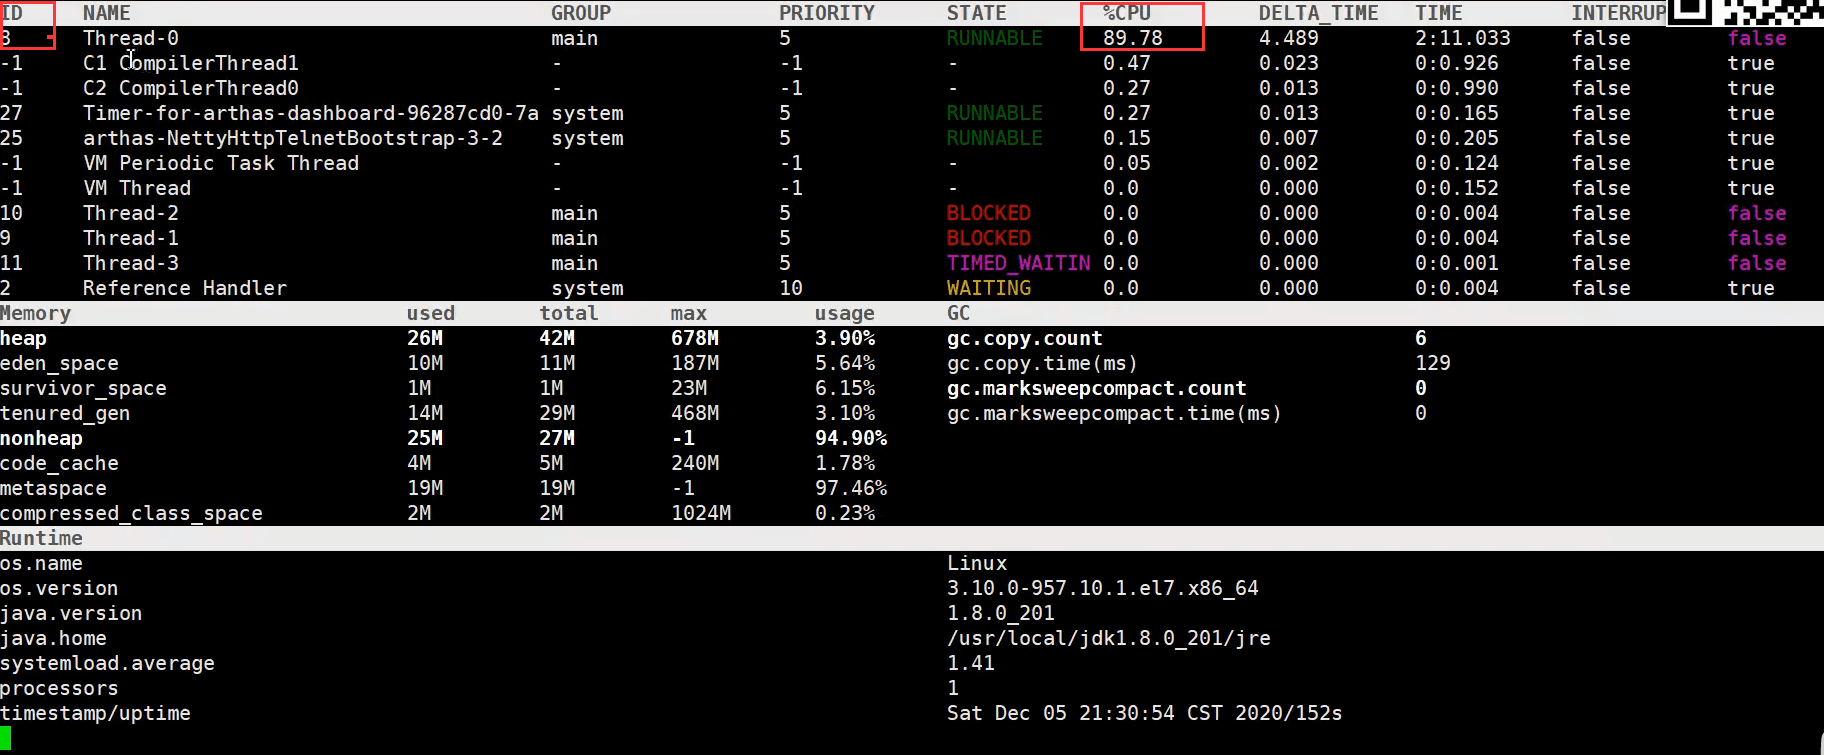 ID NAME GROUP PRIORITY STATE %CPU DELTA_TIME TIME INTERRUP
8 Thread-0 main 5 RUNNABLE 89.78 4.489 2:11.033 false false
-1 C1 CompilerThread1 - -1 - 0.47 0.023 0:0.926 false true
-1 C2 CompilerThread0 - -1 - 0.27 0.013 0:0.990 false true
27 Timer-for-arthas-dashboard-96287cd0-7a system 5 RUNNABLE 0.27 0.013 0:0.165 false true
25 arthas-NettyHttpTelnetBootstrap-3-2 system 5 RUNNABLE 0.15 0.007 0:0.205 false true
-1 VM Periodic Task Thread - -1 - 0.05 0.002 0:0.124 false true
-1 VM Thread - -1 - 0.0 0.000 0:0.152 false true
10 Thread-2 main 5 BLOCKED 0.0 0.000 0:0.004 false false
9 Thread-1 main 5 BLOCKED 0.0 0.000 0:0.004 false false
11 Thread-3 main 5 TIMED_WAITIN 0.0 0.000 0:0.001 false false
2 Reference Handler system 10 WAITING 0.0 0.000 0:0.004 false true
Memory used total max usage GC
heap 26M 42M 678M 3.90% gc.copy.count 6
eden_space 10M 11M 187M 5.64% gc.copy.time(ms) 129
survivor_space 1M 1M 23M 6.15% gc.marksweepcompact.count 0
tenured_gen 14M 29M 468M 3.10% gc.marksweepcompact.time(ms) 0
nonheap 25M 27M -1 94.90%
code_cache 4M 5M 240M 1.78%
metaspace 19M 19M -1 97.46%
compressed_class_space 2M 2M 1024M 0.23%
Runtime
os.name Linux
os.version 3.10.0-957.10.1.el7.x86_64
java.version 1.8.0_201
java.home /usr/local/jdk1.8.0_201/jre
systemload.average 1.41
processors 1
timestamp/uptime Sat Dec 05 21:30:54 CST 2020/152s